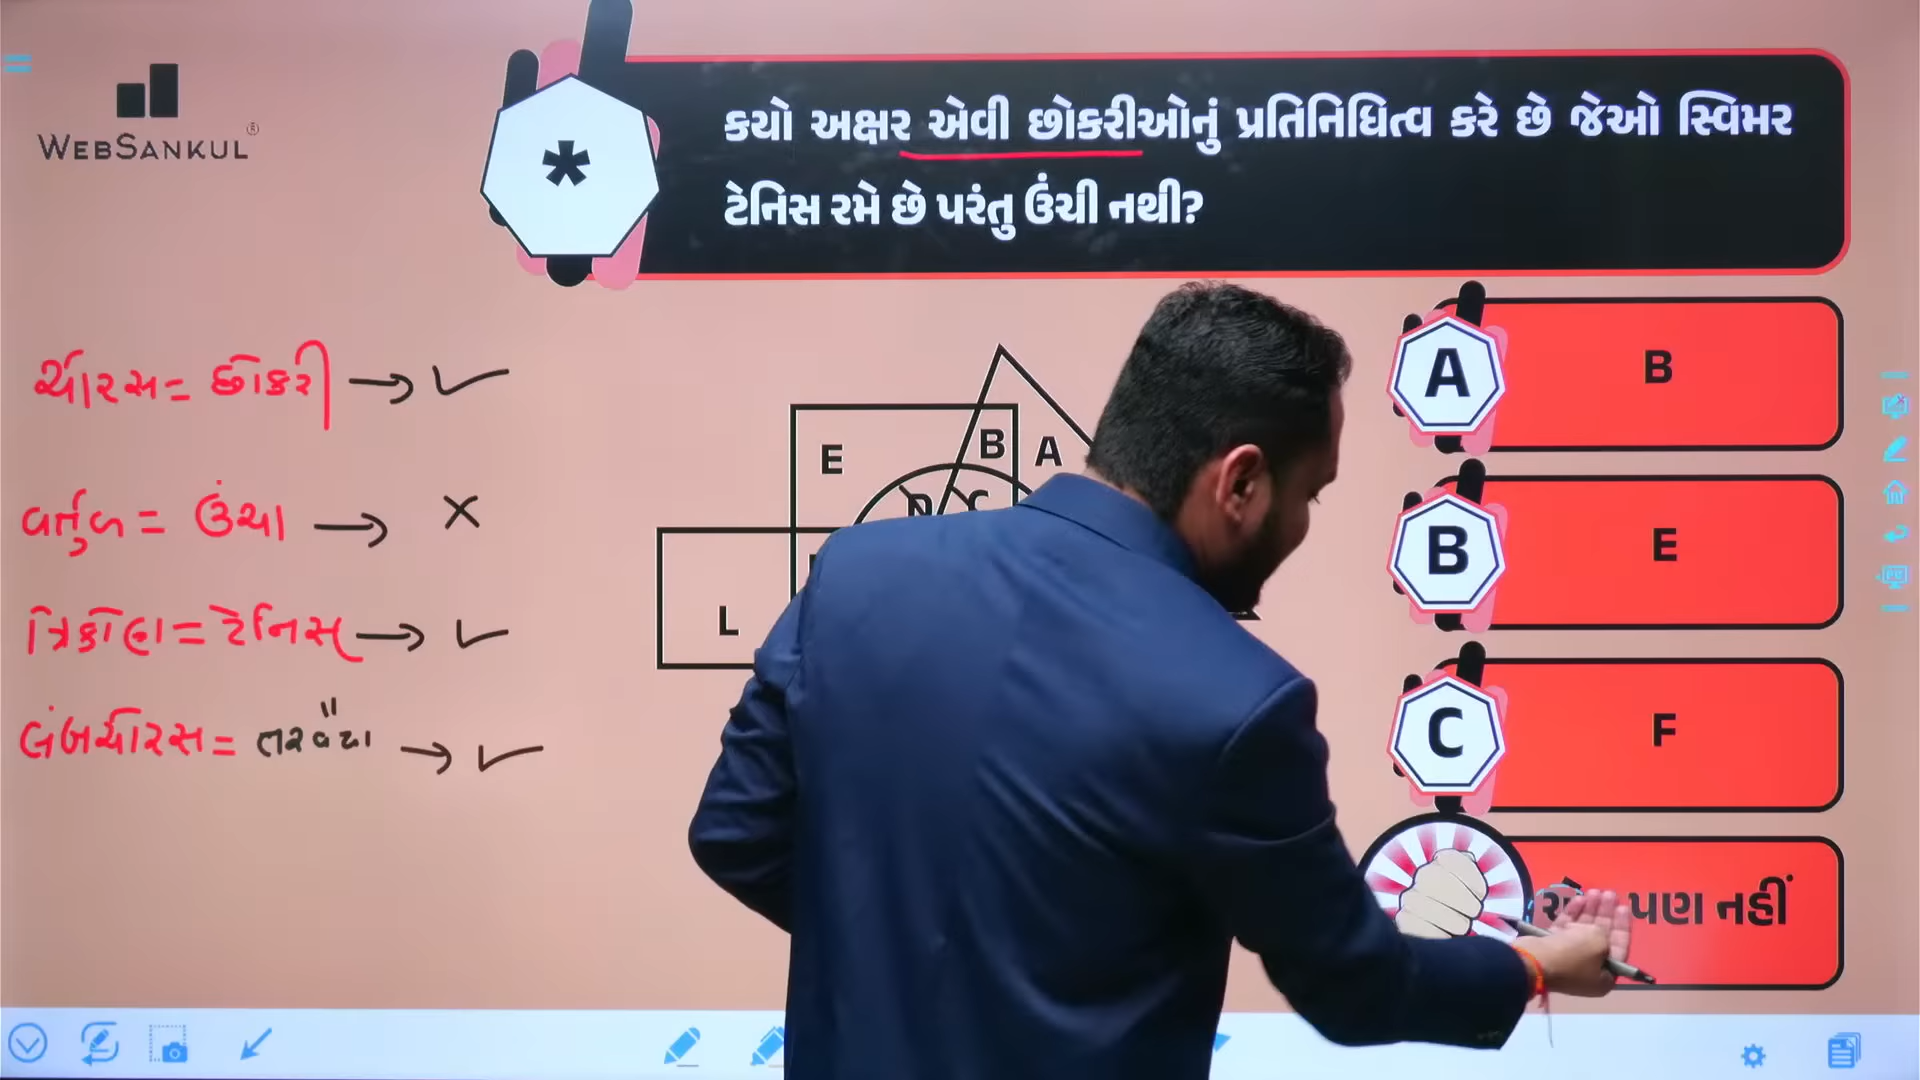 WEBSANKUL®
*
કયો અક્ષર એવી છોકરીઓનું પ્રતિનિધિત્વ કરે છે જેઓ સ્વિમર
ટેનિસ રમે છે પરંતુ ઉંચી નથી?
ચોરસ = છોકરી → ✓
વર્તુળ = ઉંચા → ×
ત્રિકોણ = ટેનિસ → ✓
લંબચોરસ = તરવૈયા → ✓
E
B
A
D
C
L
A
B
B
E
C
F
પણ નહીં